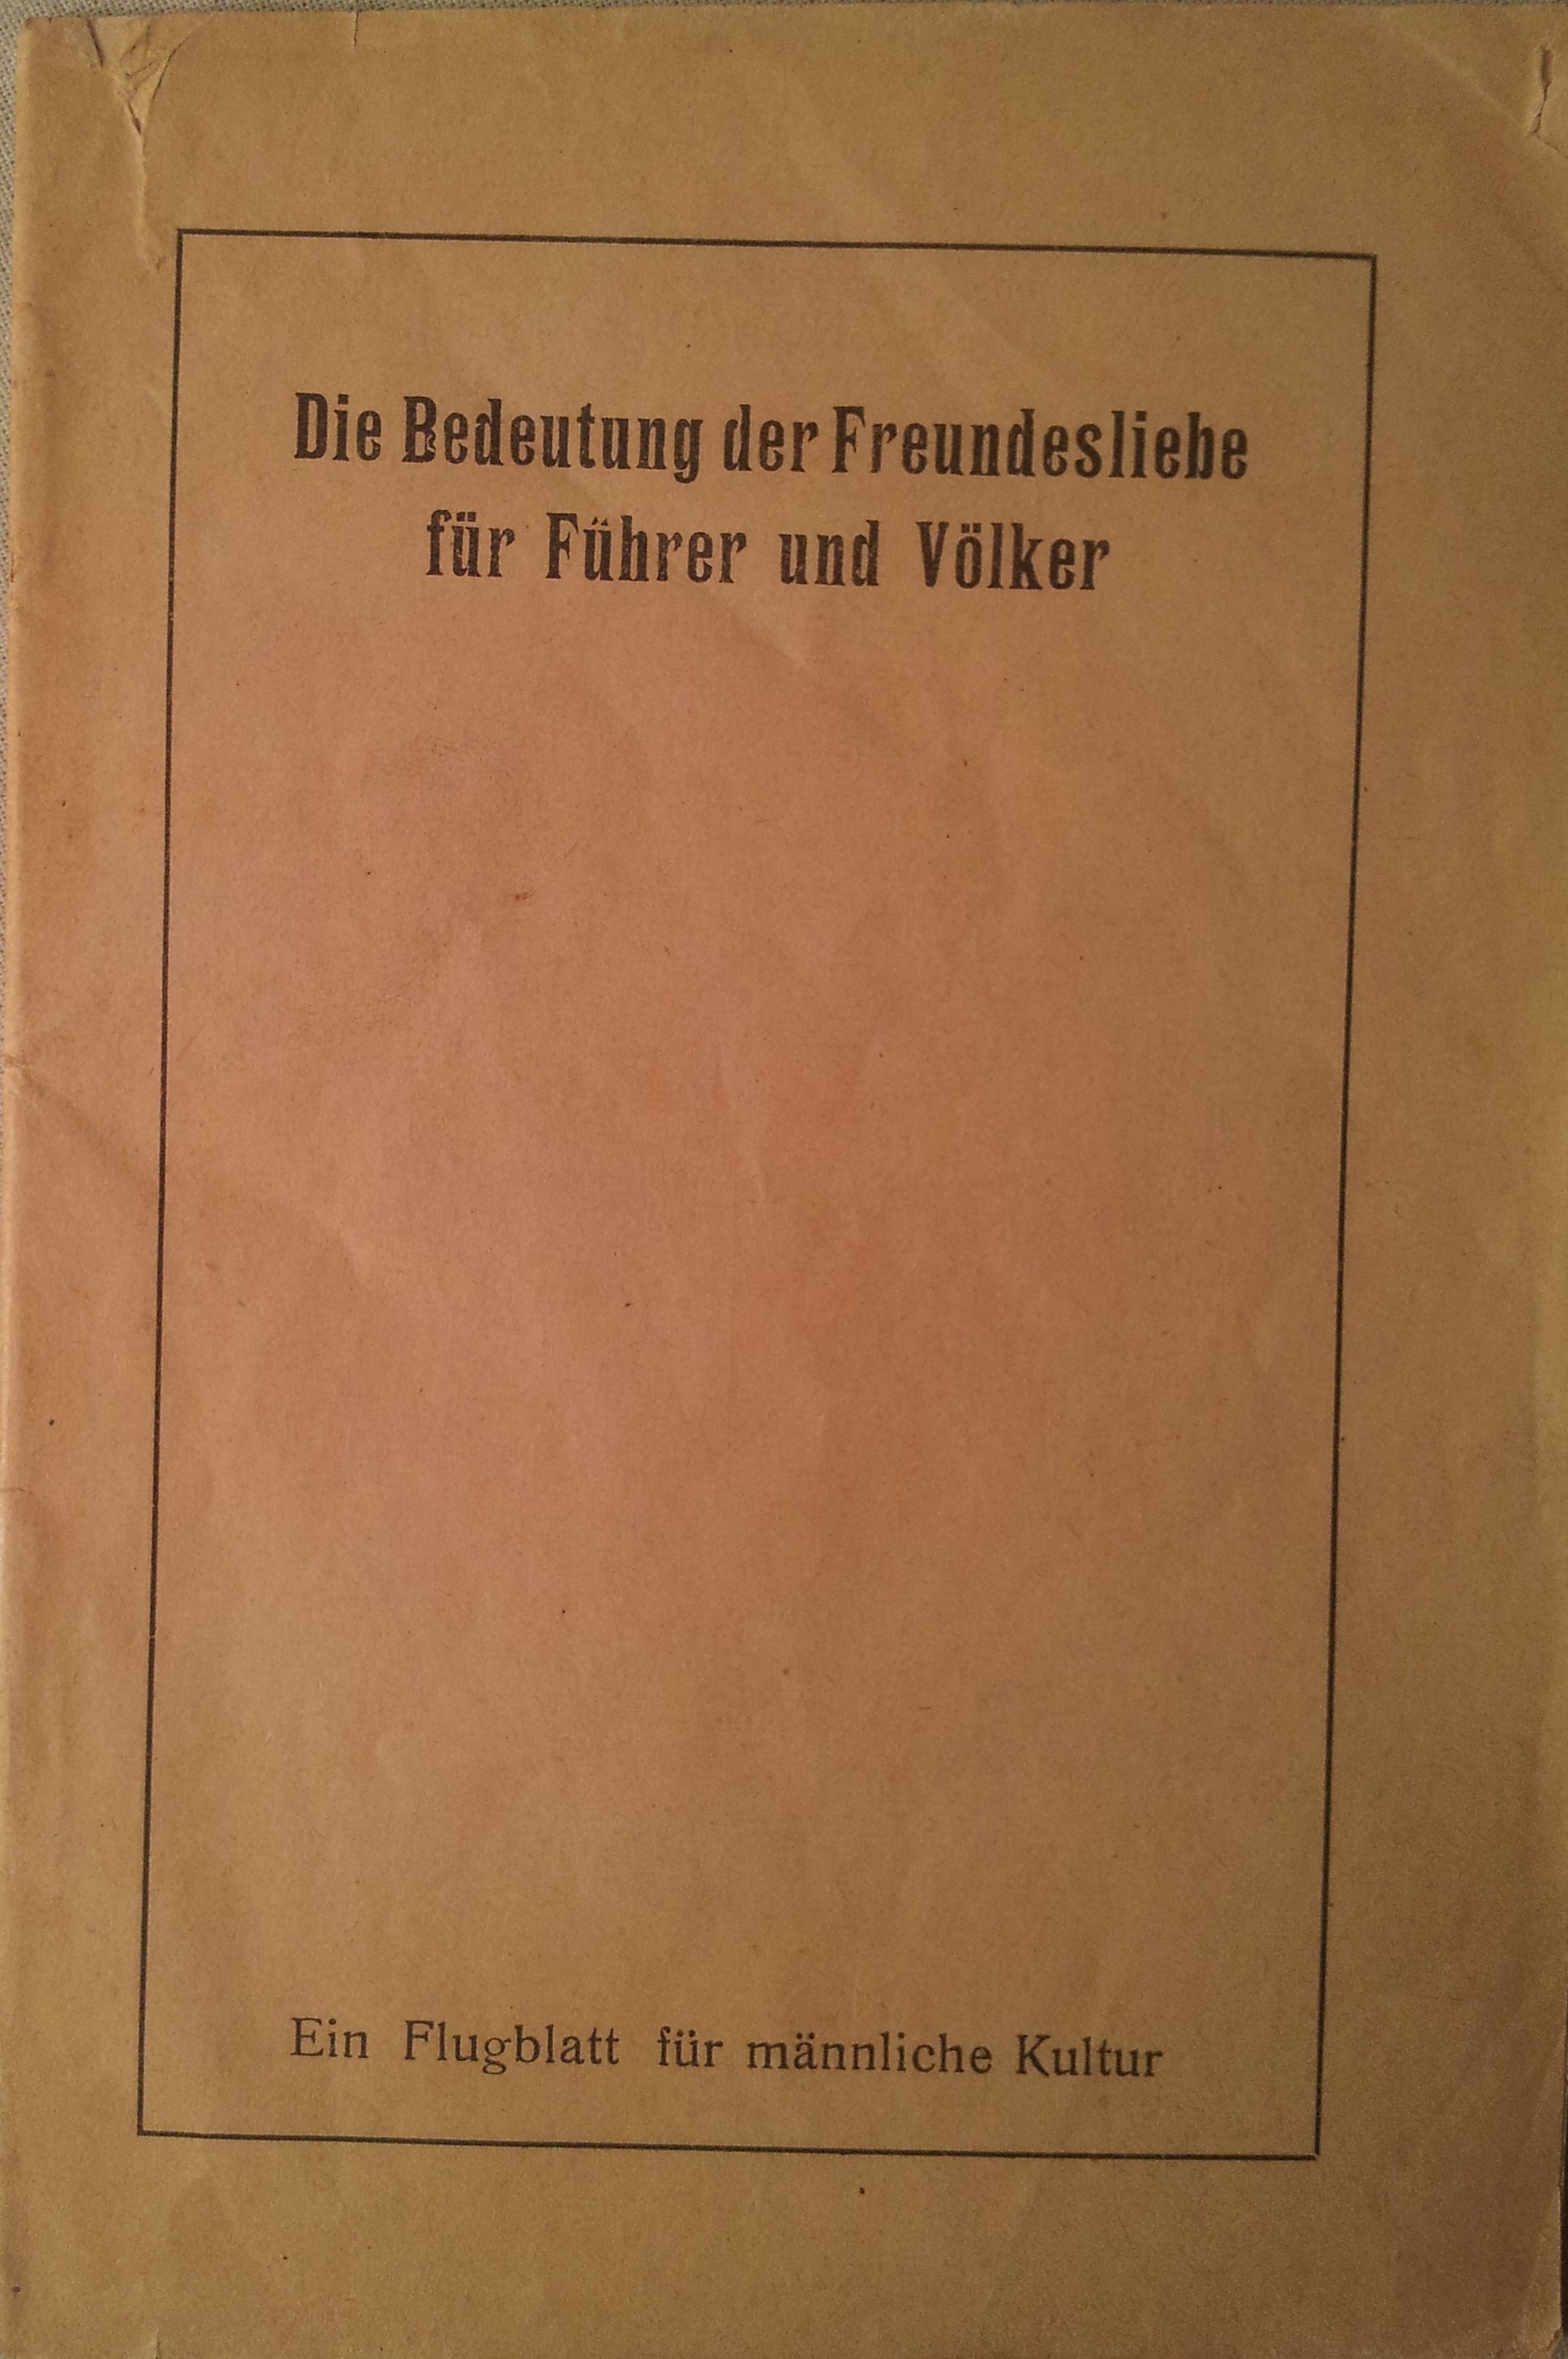 Die Bedeutung der Freundesliebe
für Führer und Völker
Ein Flugblatt für männliche Kultur